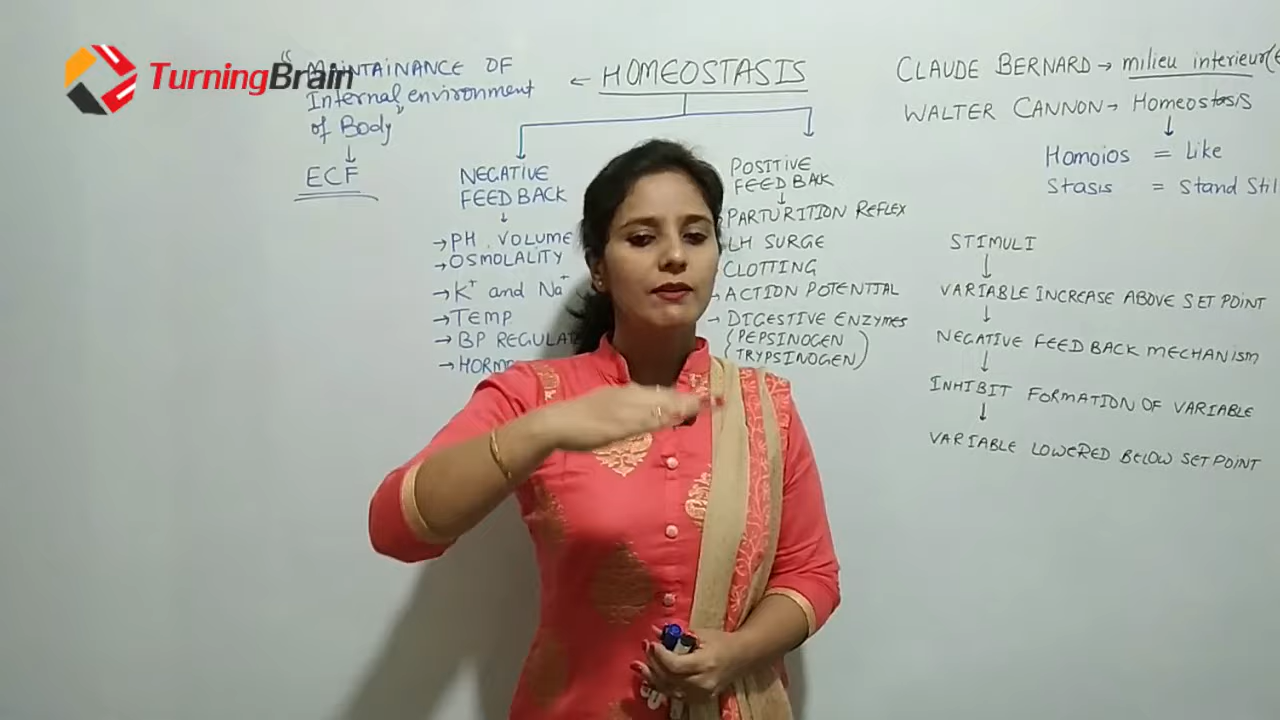 TurningBrain
"MAINTAINANCE OF
Internal environment
of Body"
ECF
← HOMEOSTASIS
NEGATIVE
FEED BACK
→ PH, VOLUME
→ OSMOLALITY
→ K+ and Na+
→ TEMP
→ BP REGULAT
→ HORMO
POSITIVE
FEED BAK
PARTURITION REFLEX
LH SURGE
CLOTTING
→ ACTION POTENTIAL
→ DIGESTIVE ENZYMES
(PEPSINOGEN
TRYPSINOGEN)
CLAUDE BERNARD → milieu interieur(
WALTER CANNON → Homeostasis
Homoios = Like
Stasis = Stand Stil
STIMULI
VARIABLE INCREASE ABOVE SET POINT
NEGATIVE FEED BACK MECHANISM
INHIBIT FORMATION OF VARIABLE
VARIABLE LOWERED BELOW SET POINT